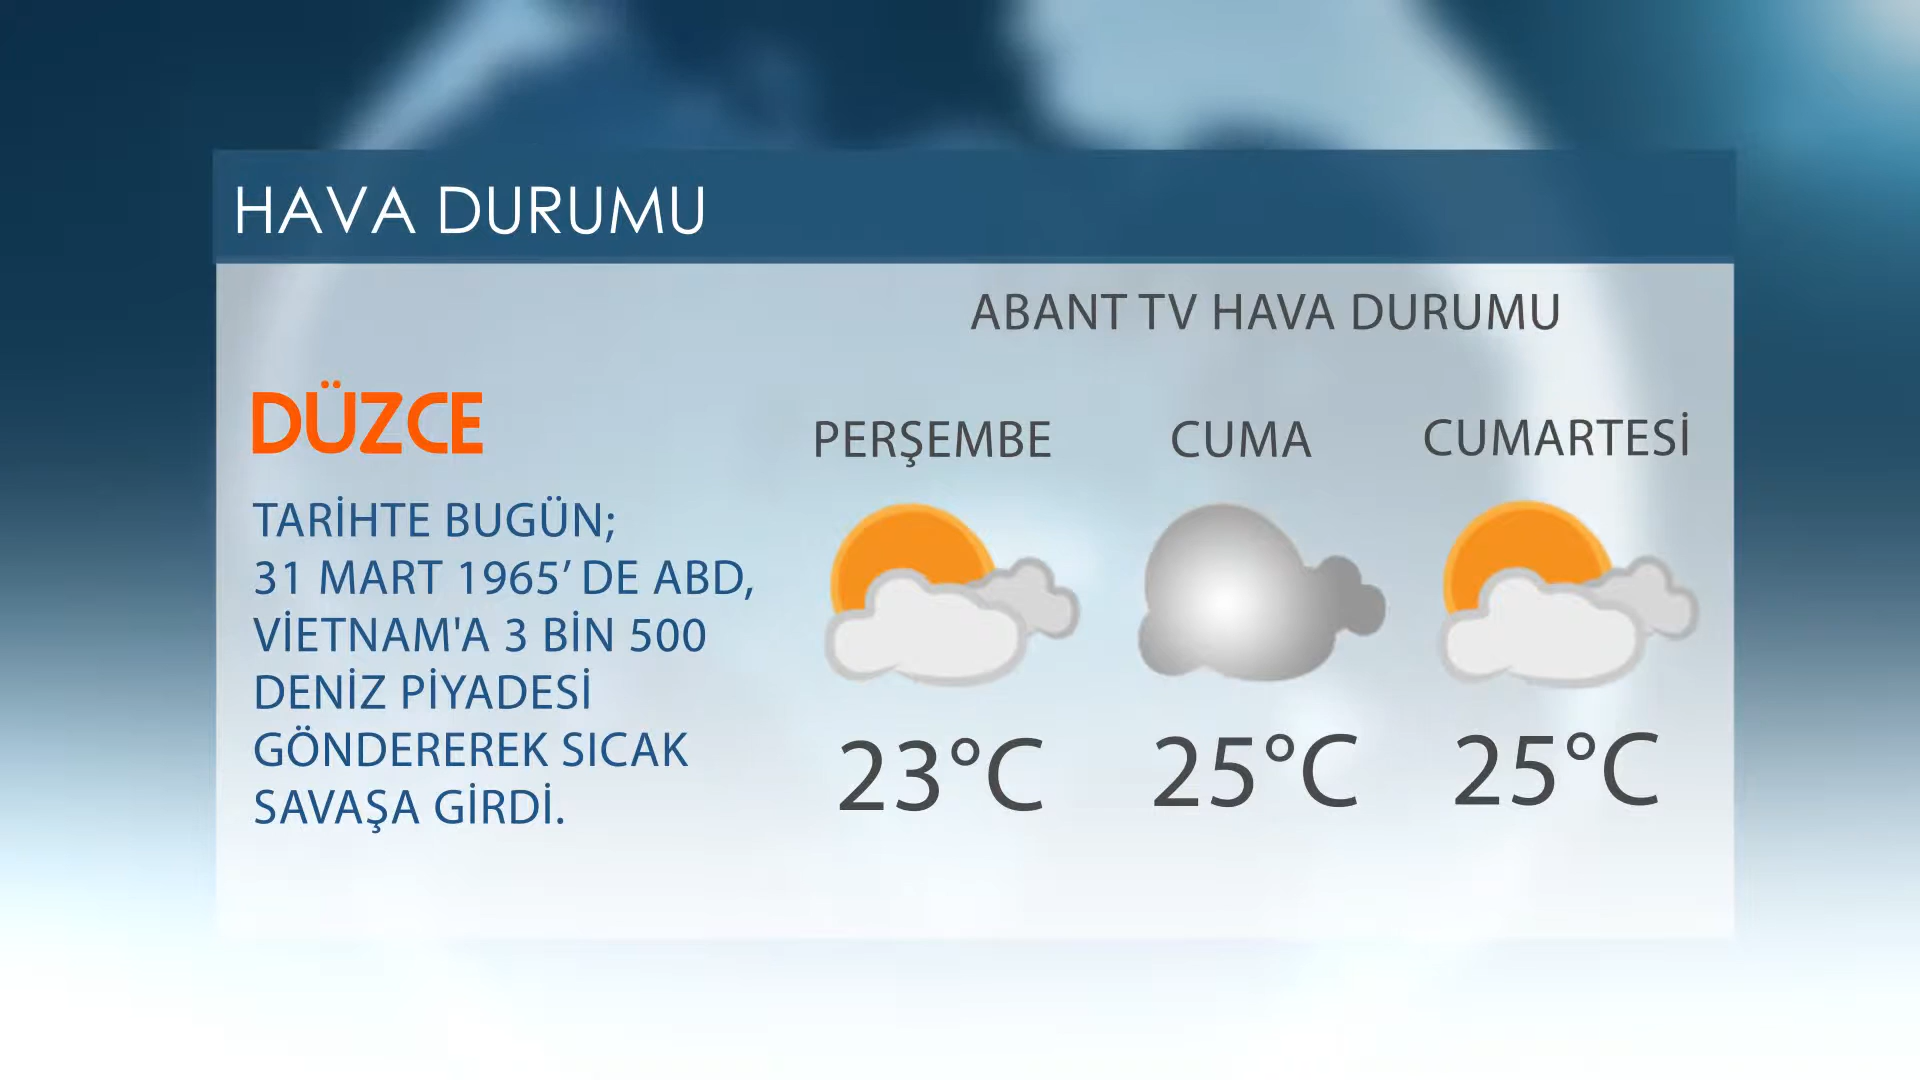 HAVA DURUMU
ABANT TV HAVA DURUMU
DÜZCE
TARİHTE BUGÜN;
31 MART 1965’ DE ABD,
VİETNAM'A 3 BİN 500
DENİZ PİYADESİ
GÖNDEREREK SICAK
SAVAŞA GİRDİ.
PERŞEMBE CUMA CUMARTESİ
23°C 25°C 25°C